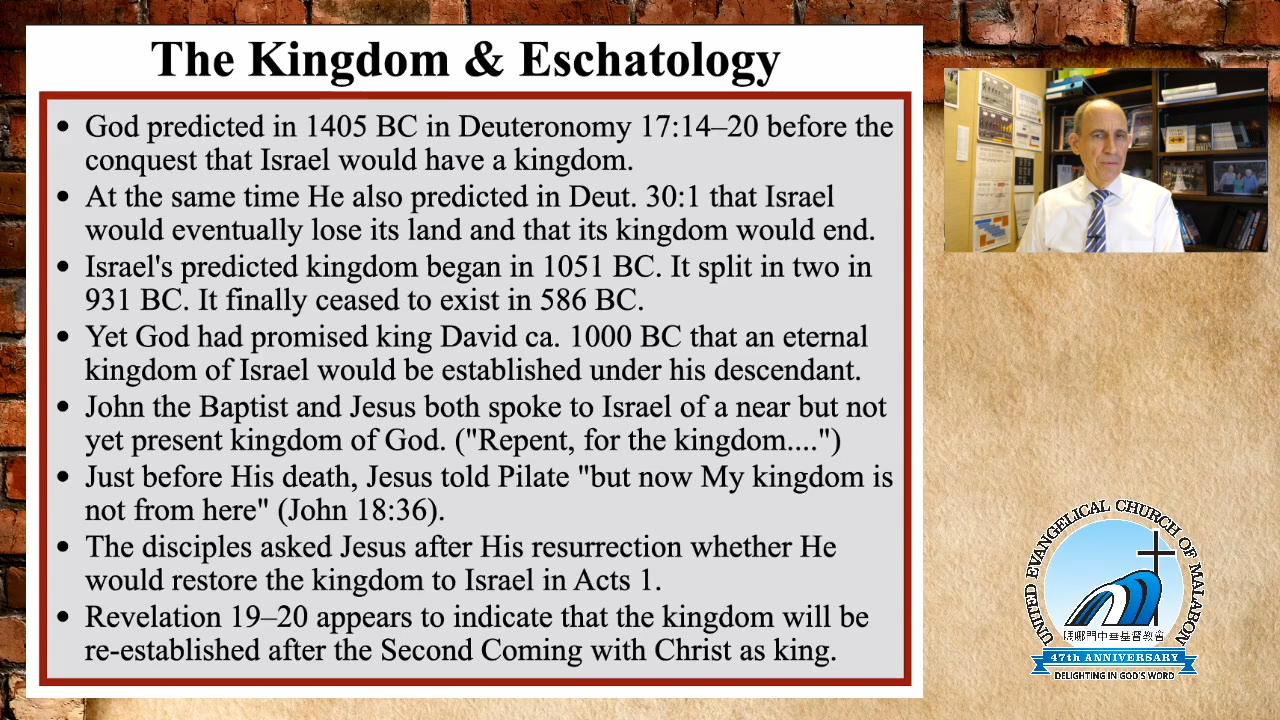 The Kingdom & Eschatology
• God predicted in 1405 BC in Deuteronomy 17:14–20 before the
conquest that Israel would have a kingdom.
• At the same time He also predicted in Deut. 30:1 that Israel
would eventually lose its land and that its kingdom would end.
• Israel's predicted kingdom began in 1051 BC. It split in two in
931 BC. It finally ceased to exist in 586 BC.
• Yet God had promised king David ca. 1000 BC that an eternal
kingdom of Israel would be established under his descendant.
• John the Baptist and Jesus both spoke to Israel of a near but not
yet present kingdom of God. ("Repent, for the kingdom....")
• Just before His death, Jesus told Pilate "but now My kingdom is
not from here" (John 18:36).
• The disciples asked Jesus after His resurrection whether He
would restore the kingdom to Israel in Acts 1.
• Revelation 19–20 appears to indicate that the kingdom will be
re-established after the Second Coming with Christ as king.
UNITED EVANGELICAL CHURCH OF MALABON
中華基督教會
47th ANNIVERSARY
DELIGHTING IN GOD'S WORD